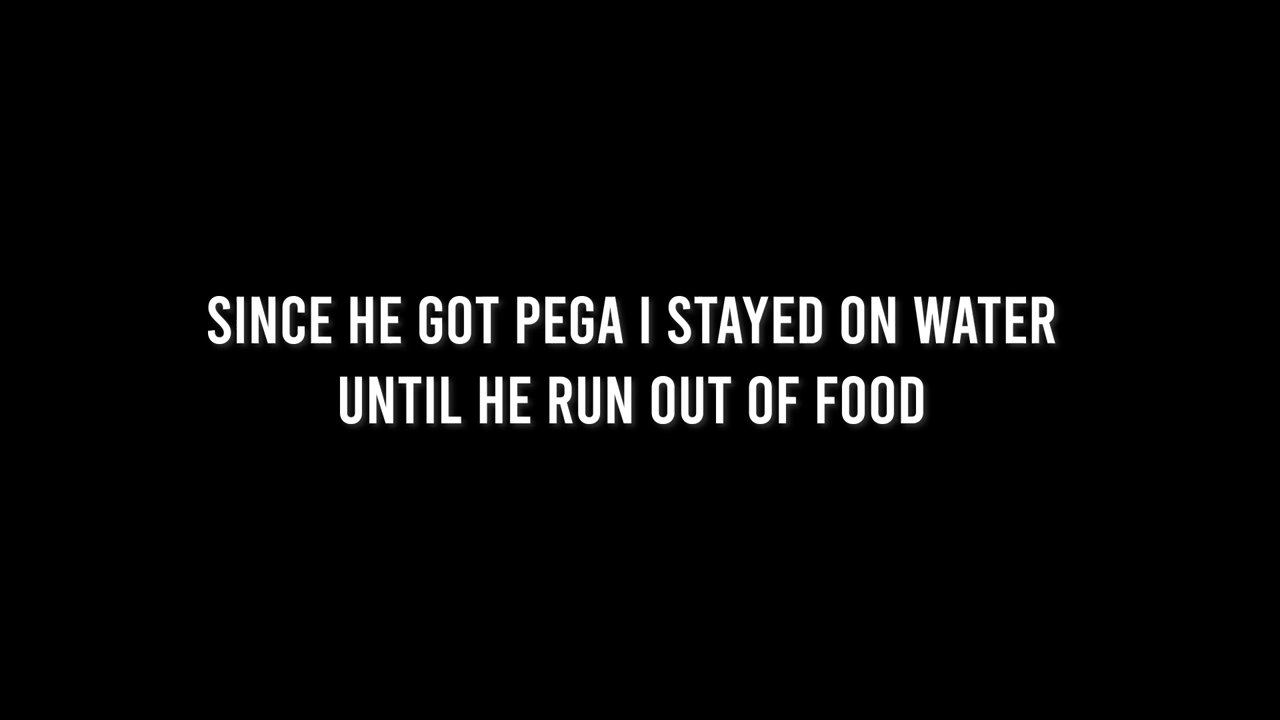 SINCE HE GOT PEGA I STAYED ON WATER
UNTIL HE RUN OUT OF FOOD